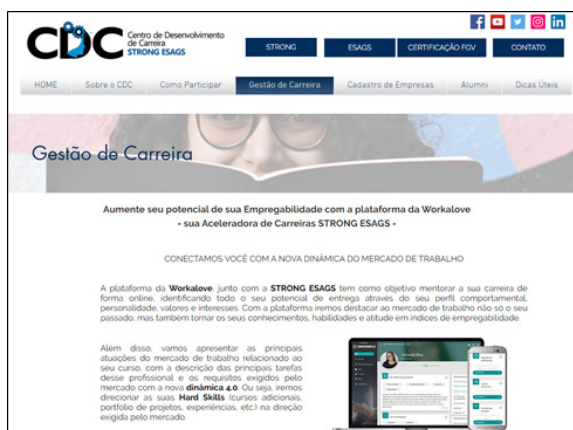 CDC
Centro de Desenvolvimento
de Carreira
STRONG ESAGS
STRONG
ESAGS
CERTIFICAÇÃO FGV
CONTATO
HOME
Sobre o CDC
Como Participar
Gestão de Carreira
Cadastro de Empresas
Alumni
Dicas Úteis
Gestão de Carreira
Aumente seu potencial de sua Empregabilidade com a plataforma da Workalove
- sua Aceleradora de Carreiras STRONG ESAGS -
CONECTAMOS VOCÊ COM A NOVA DINÂMICA DO MERCADO DE TRABALHO
A plataforma da Workalove, junto com a STRONG ESAGS tem como objetivo mentorar a sua carreira de
forma online, identificando todo o seu potencial de entrega através do seu perfil comportamental,
personalidade, valores e interesses. Com a plataforma iremos destacar ao mercado de trabalho não só o seu
passado, mas também tornar os seus conhecimentos, habilidades e atitude em índices de empregabilidade.
Além disso, vamos apresentar as principais
atuações do mercado de trabalho relacionado ao
seu curso, com a descrição das principais tarefas
desse profissional e os requisitos exigidos pelo
mercado com a nova dinâmica 4.0. Ou seja, iremos
direcionar as suas Hard Skills (cursos adicionais,
portfólio de projetos, experiências, etc) na direção
exigida pelo mercado.